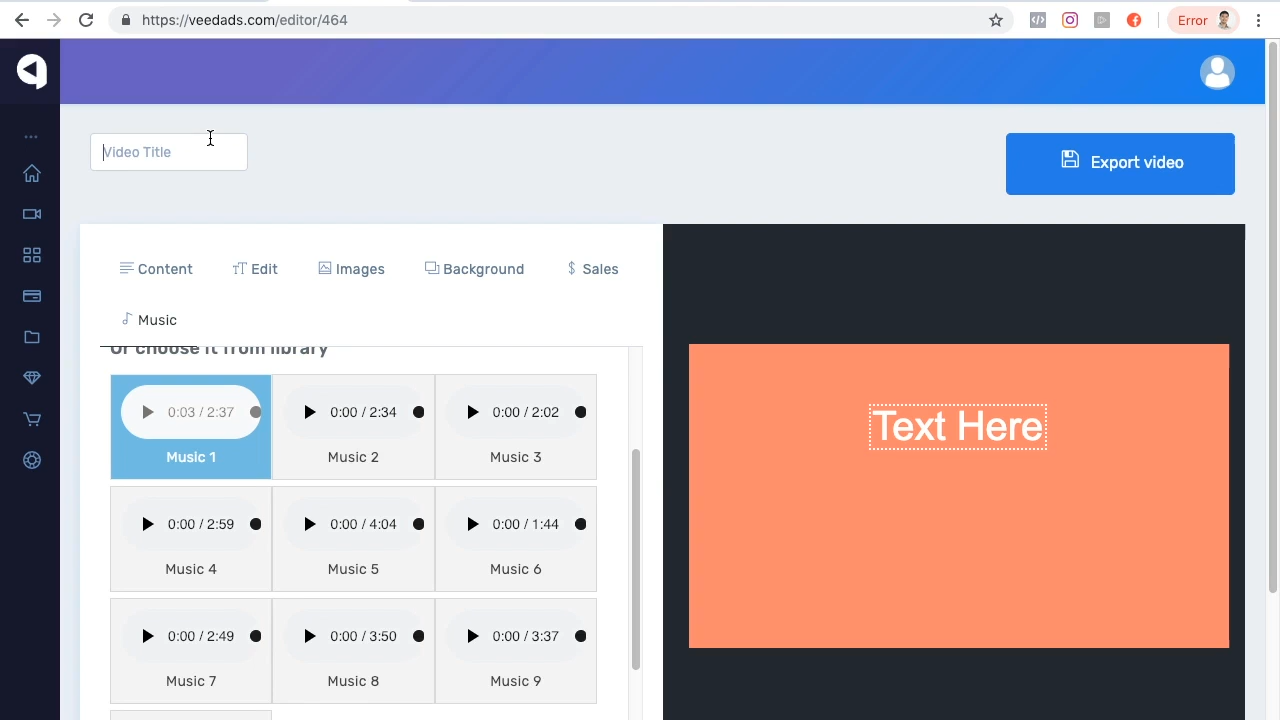 https://veedads.com/editor/464
Error
Video Title
Export video
Content
Edit
Images
Background
Sales
Music
Or choose it from library
0:03 / 2:37
0:00 / 2:34
0:00 / 2:02
Music 1
Music 2
Music 3
0:00 / 2:59
0:00 / 4:04
0:00 / 1:44
Music 4
Music 5
Music 6
0:00 / 2:49
0:00 / 3:50
0:00 / 3:37
Music 7
Music 8
Music 9
Text Here